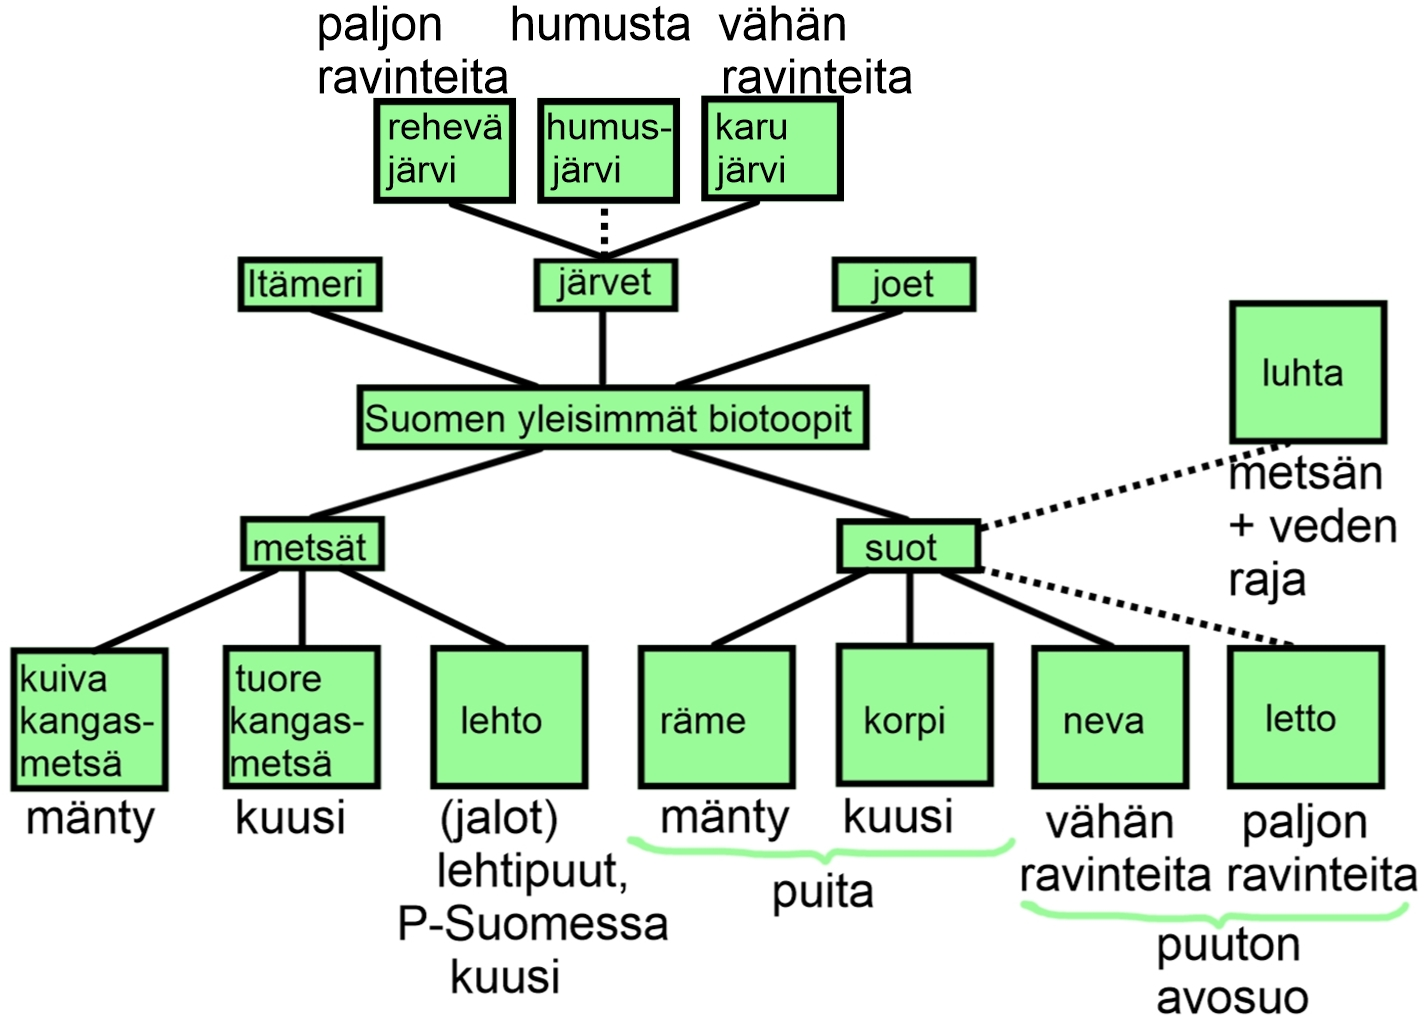 paljon
ravinteita
humusta
vähän
ravinteita
rehevä
järvi
humus-
järvi
karu
järvi
Itämeri
järvet
joet
luhta
Suomen yleisimmät biotoopit
metsän
+ veden
raja
metsät
suot
kuiva
kangas-
metsä
tuore
kangas-
metsä
lehto
räme
korpi
neva
letto
mänty
kuusi
(jalot)
lehtipuut,
P-Suomessa
kuusi
mänty
kuusi
puita
vähän
ravinteita
paljon
ravinteita
puuton
avosuo